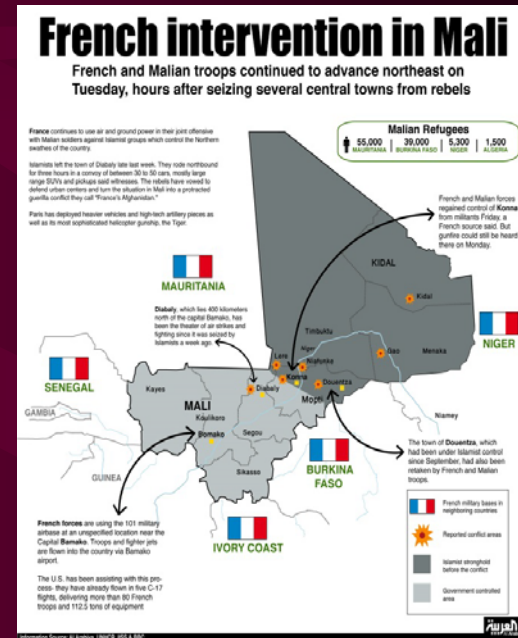 French intervention in Mali
French and Malian troops continued to advance northeast on
Tuesday, hours after seizing several central towns from rebels
France continues to use air and ground power in their joint offensive
with Malian soldiers against Islamist groups which control the Northern
swathes of the country.
Islamists left the town of Diabaly late last week. They rode northbound
for three hours in a convoy of between 30 to 50 cars, mostly large
range SUVs and pickups said witnesses. The rebels have vowed to
defend urban centers and turn the situation in Mali into a protracted
guerilla conflict they call "France's Afghanistan."
Paris has deployed heavier vehicles and high-tech artillery pieces as
well as its most sophisticated helicopter gunship, the Tiger.
Malian Refugees
55,000 MAURITANIA
39,000 BURKINA FASO
5,300 NIGER
1,500 ALGERIA
French and Malian forces
regained control of Konna
from militants Friday, a
French source said. But
gunfire could still be heard
there on Monday.
MAURITANIA
Diabaly, which lies 400 kilometers
north of the capital Bamako, has
been the theater of air strikes and
fighting since it was seized by
Islamists a week ago.
KIDAL
Kidal
Timbuktu
NIGER
Gao
Menaka
Lere
Niger
Konna
Douentza
Diabaly
Mopti
Niamey
SENEGAL
GAMBIA
GUINEA
Kayes
MALI
Koulikoro
Segou
Bamako
Sikasso
BURKINA
FASO
IVORY COAST
The town of Douentza, which
had been under Islamist control
since September, had also been
retaken by French and Malian
troops.
French forces are using the 101 military
airbase at an unspecified location near the
Capital Bamako. Troops and fighter jets
are flown into the country via Bamako
airport.
The U.S. has been assisting with this pro-
cess- they have already flown in five C-17
flights, delivering more than 80 French
troops and 112.5 tons of equipment
French military bases in
neighboring countries
Reported conflict areas
Islamist stronghold
before the conflict
Government controlled
area
العربية